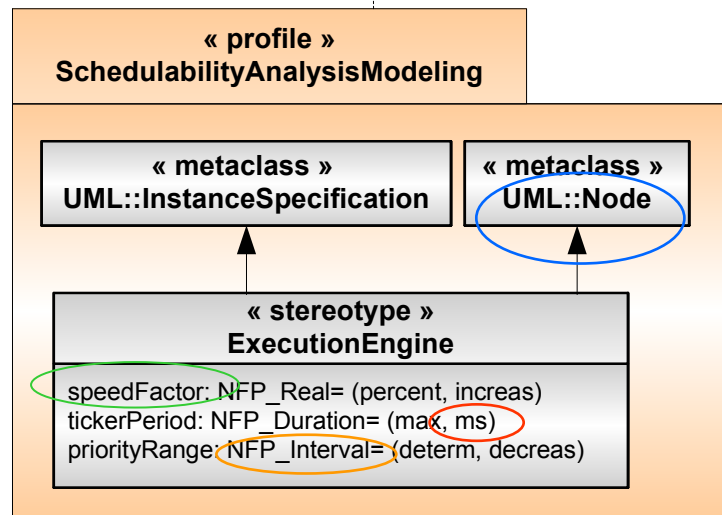 « profile »
SchedulabilityAnalysisModeling
« metaclass »
UML::InstanceSpecification
« metaclass »
UML::Node
« stereotype »
ExecutionEngine
speedFactor: NFP_Real= (percent, increas)
tickerPeriod: NFP_Duration= (max, ms)
priorityRange: NFP_Interval= (determ, decreas)